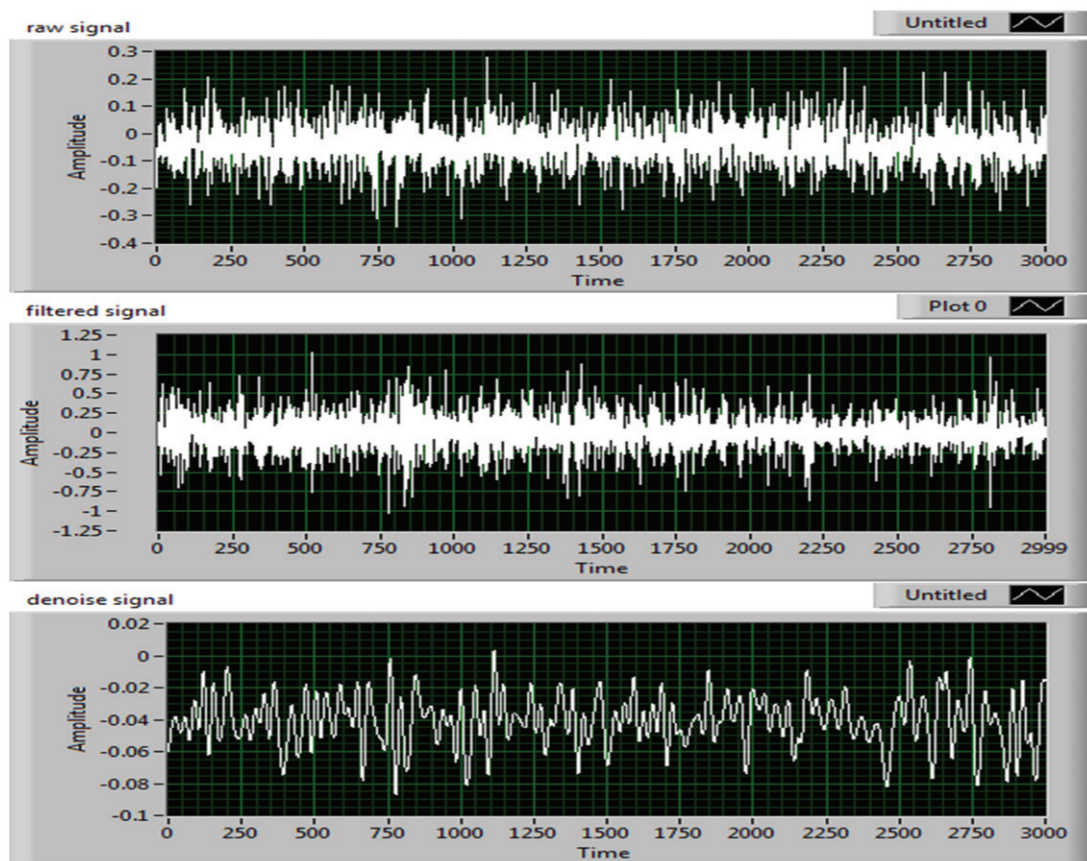 raw signal Untitled
0.3
0.2
0.1
0
-0.1
-0.2
-0.3
-0.4
Amplitude
0 250 500 750 1000 1250 1500 1750 2000 2250 2500 2750 3000
Time
filtered signal Plot 0
1.25
1
0.75
0.5
0.25
0
-0.25
-0.5
-0.75
-1
-1.25
Amplitude
0 250 500 750 1000 1250 1500 1750 2000 2250 2500 2750 2999
Time
denoise signal Untitled
0.02
0
-0.02
-0.04
-0.06
-0.08
-0.1
Amplitude
0 250 500 750 1000 1250 1500 1750 2000 2250 2500 2750 3000
Time